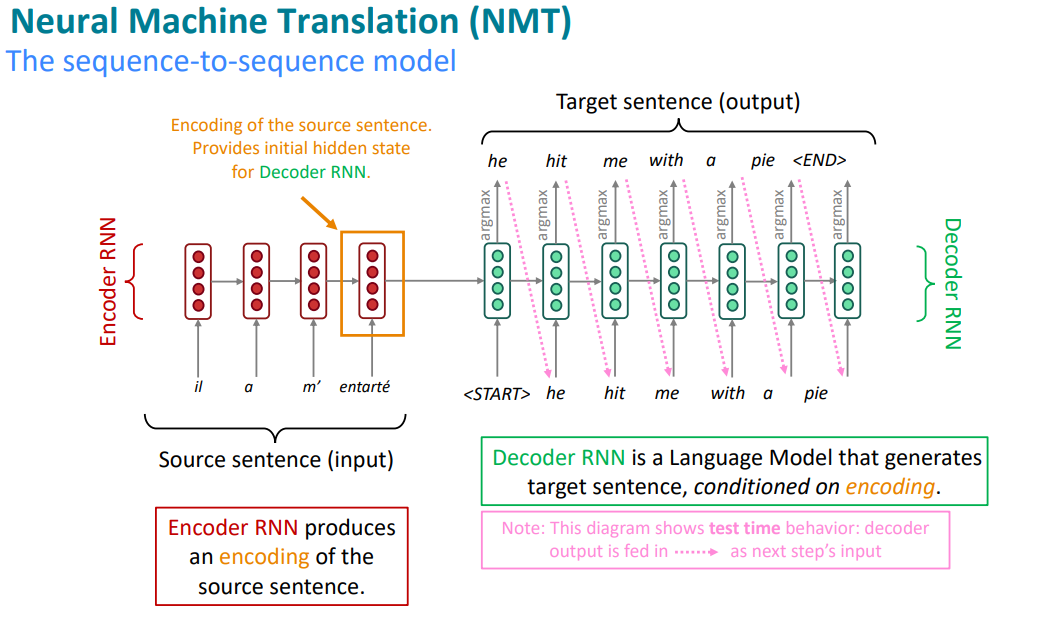 Neural Machine Translation (NMT)
The sequence-to-sequence model
Target sentence (output)
Encoding of the source sentence.
Provides initial hidden state
for Decoder RNN.
he hit me with a pie <END>
argmax argmax argmax argmax argmax argmax argmax
Encoder RNN
Decoder RNN
il a m’ entarté
<START> he hit me with a pie
Source sentence (input)
Decoder RNN is a Language Model that generates
target sentence, conditioned on encoding.
Encoder RNN produces
an encoding of the
source sentence.
Note: This diagram shows test time behavior: decoder
output is fed in as next step’s input